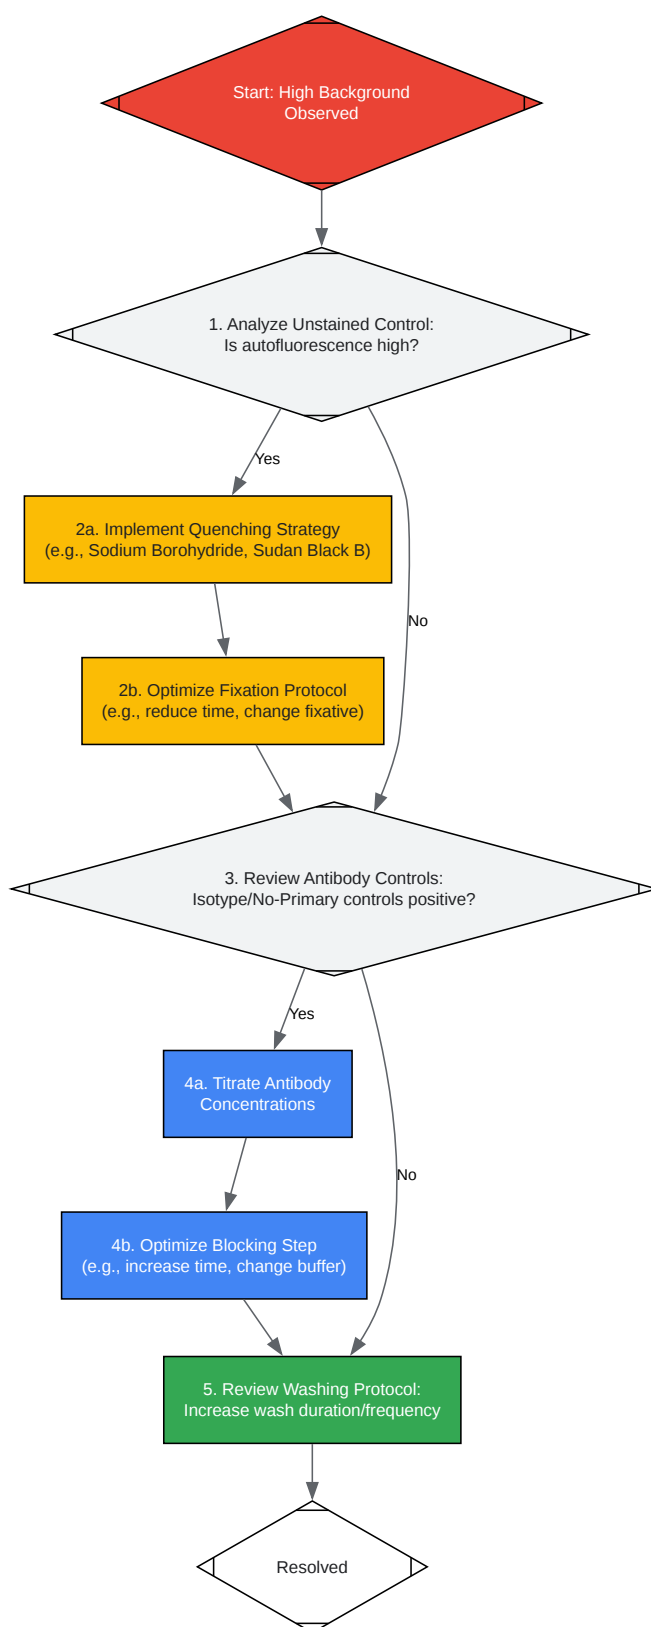 Start: High Background
Observed
1. Analyze Unstained Control:
Is autofluorescence high?
Yes
2a. Implement Quenching Strategy
(e.g., Sodium Borohydride, Sudan Black B)
No
2b. Optimize Fixation Protocol
(e.g., reduce time, change fixative)
3. Review Antibody Controls:
Isotype/No-Primary controls positive?
Yes
4a. Titrate Antibody
Concentrations
No
4b. Optimize Blocking Step
(e.g., increase time, change buffer)
5. Review Washing Protocol:
Increase wash duration/frequency
Resolved